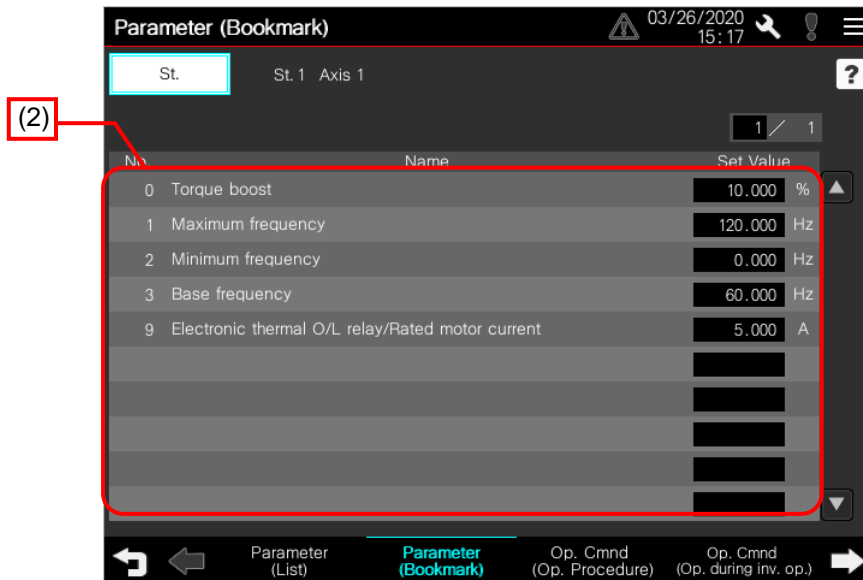 Parameter (Bookmark)
03/26/2020
15:17
St.
St. 1 Axis 1
?
(2)
1 / 1
No. Name Set Value
0 Torque boost 10.000 %
1 Maximum frequency 120.000 Hz
2 Minimum frequency 0.000 Hz
3 Base frequency 60.000 Hz
9 Electronic thermal O/L relay/Rated motor current 5.000 A
Parameter
(List)
Parameter
(Bookmark)
Op. Cmnd
(Op. Procedure)
Op. Cmnd
(Op. during inv. op.)